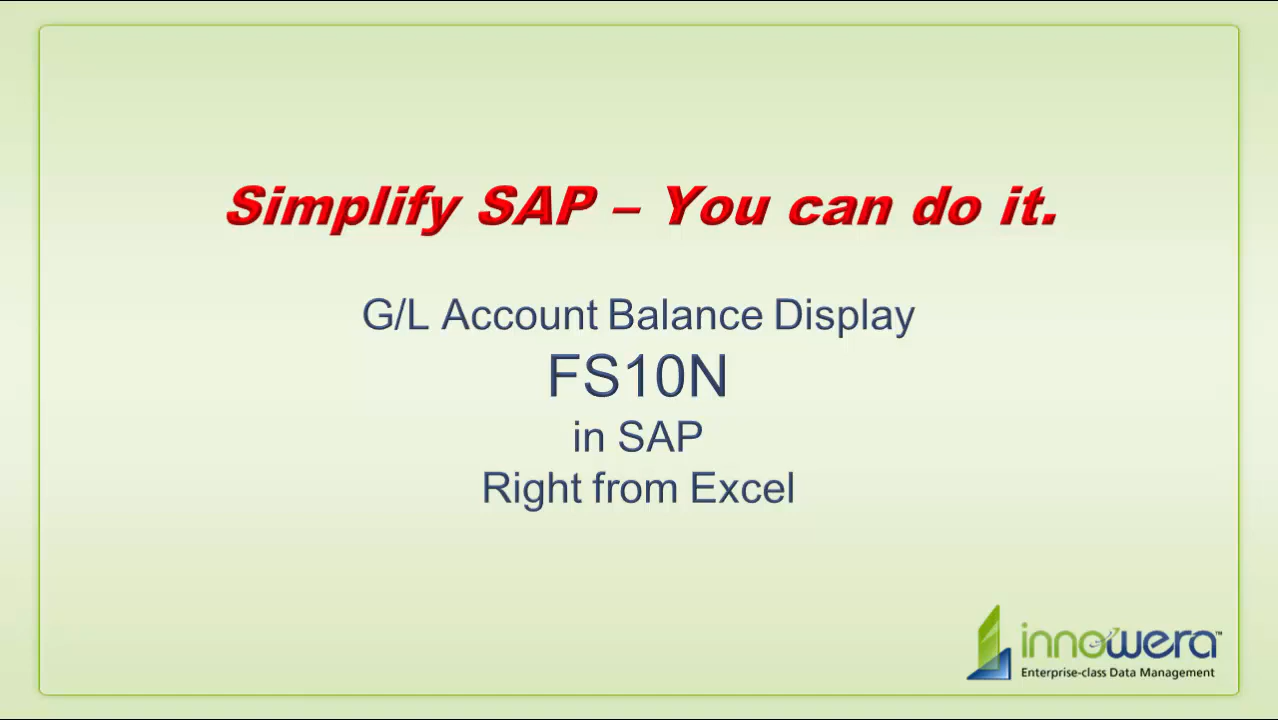 Simplify SAP – You can do it.
G/L Account Balance Display
FS10N
in SAP
Right from Excel
innowera™
Enterprise-class Data Management